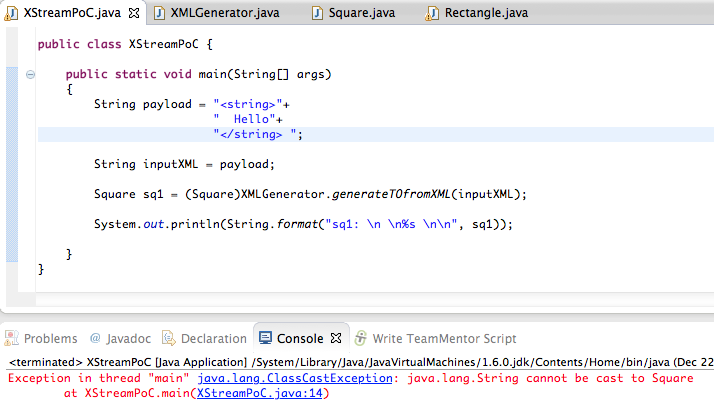 XStreamPoC.java XMLGenerator.java Square.java Rectangle.java
public class XStreamPoC {
public static void main(String[] args)
{
String payload = "<string>"+
" Hello"+
"</string> ";
String inputXML = payload;
Square sq1 = (Square)XMLGenerator.generateTOfromXML(inputXML);
System.out.println(String.format("sq1: \n \n%s \n\n", sq1));
}
}
Problems @ Javadoc Declaration Console Write TeamMentor Script
<terminated> XStreamPoC [Java Application] /System/Library/Java/JavaVirtualMachines/1.6.0.jdk/Contents/Home/bin/java (Dec 22
Exception in thread "main" java.lang.ClassCastException: java.lang.String cannot be cast to Square
at XStreamPoC.main(XStreamPoC.java:14)